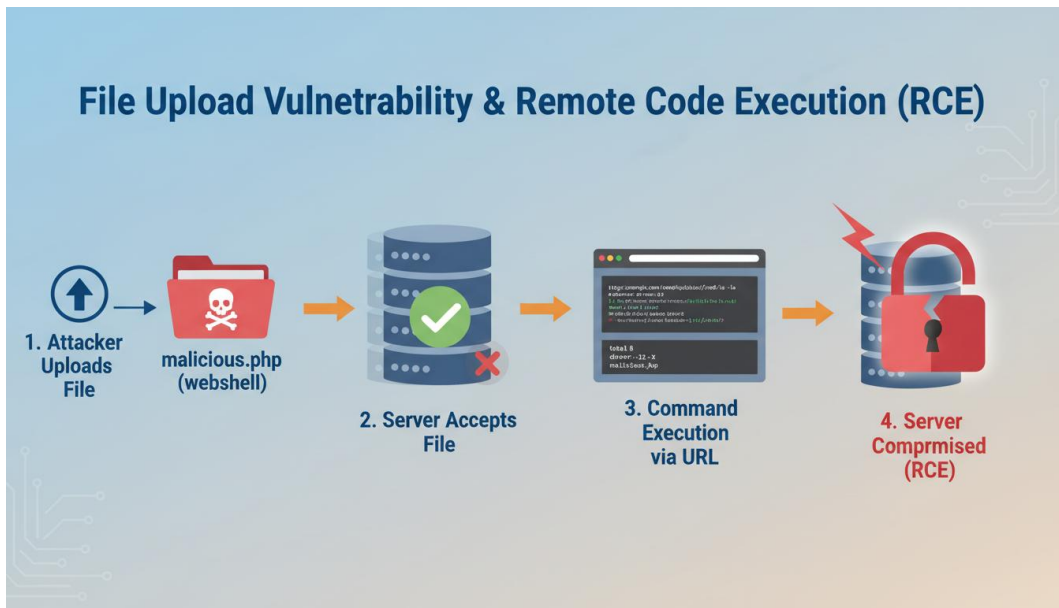 File Upload Vulnetrability & Remote Code Execution (RCE)
1. Attacker
Uploads
File
malicious.php
(webshell)
2. Server Accepts
File
3. Command
Execution
via URL
total 8
4. Server
Comprmised
(RCE)